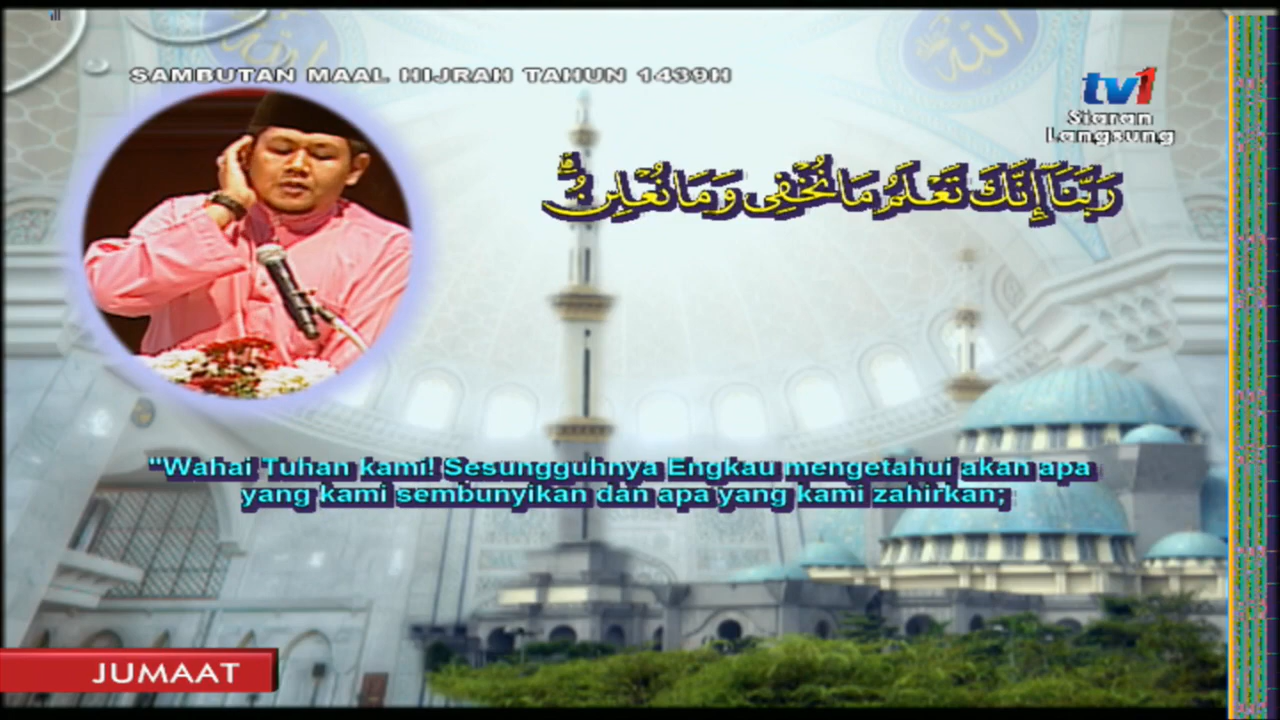 SAMBUTAN MAAL HIJRAH TAHUN 1439H
tv1
Siaran
Langsung
رَبَّنَآ إِنَّكَ تَعْلَمُ مَا نُخْفِى وَمَا نُعْلِنُ ۗ
"Wahai Tuhan kami! Sesungguhnya Engkau mengetahui akan apa
yang kami sembunyikan dan apa yang kami zahirkan;
JUMAAT